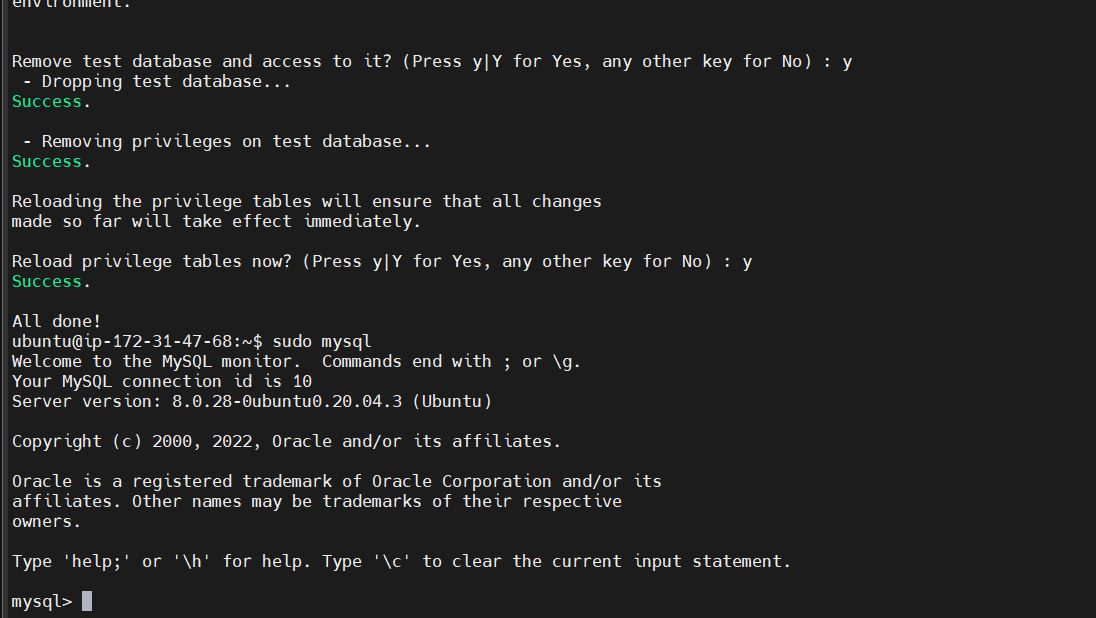 environment.
Remove test database and access to it? (Press y|Y for Yes, any other key for No) : y
 - Dropping test database...
Success.
 - Removing privileges on test database...
Success.
Reloading the privilege tables will ensure that all changes
made so far will take effect immediately.
Reload privilege tables now? (Press y|Y for Yes, any other key for No) : y
Success.
All done!
ubuntu@ip-172-31-47-68:~$ sudo mysql
Welcome to the MySQL monitor.  Commands end with ; or \g.
Your MySQL connection id is 10
Server version: 8.0.28-0ubuntu0.20.04.3 (Ubuntu)
Copyright (c) 2000, 2022, Oracle and/or its affiliates.
Oracle is a registered trademark of Oracle Corporation and/or its
affiliates. Other names may be trademarks of their respective
owners.
Type 'help;' or '\h' for help. Type '\c' to clear the current input statement.
mysql>